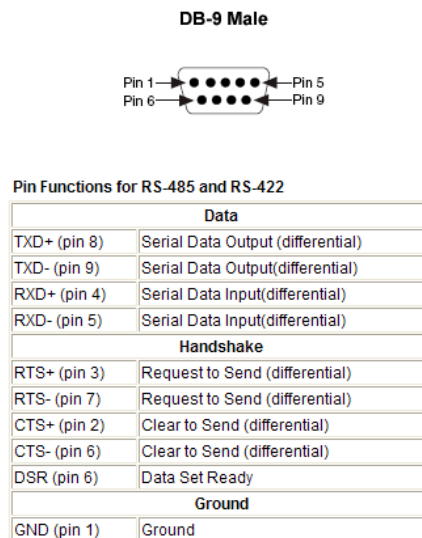 DB-9 Male
Pin 1 Pin 5
Pin 6 Pin 9
Pin Functions for RS-485 and RS-422
Data
TXD+ (pin 8) Serial Data Output (differential)
TXD- (pin 9) Serial Data Output(differential)
RXD+ (pin 4) Serial Data Input(differential)
RXD- (pin 5) Serial Data Input(differential)
Handshake
RTS+ (pin 3) Request to Send (differential)
RTS- (pin 7) Request to Send (differential)
CTS+ (pin 2) Clear to Send (differential)
CTS- (pin 6) Clear to Send (differential)
DSR (pin 6) Data Set Ready
Ground
GND (pin 1) Ground